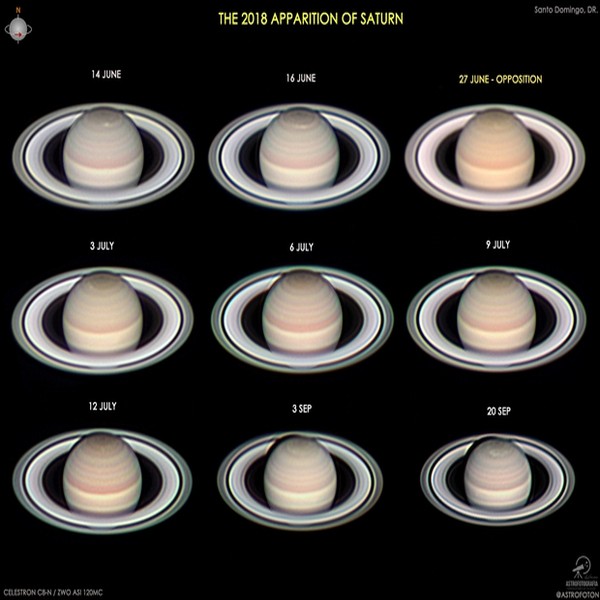 N
THE 2018 APPARITION OF SATURN
Santo Domingo, DR.
14 JUNE
16 JUNE
27 JUNE - OPPOSITION
3 JULY
6 JULY
9 JULY
12 JULY
3 SEP
20 SEP
CELESTRON C8-N / ZWO ASI 120MC
ASTROFOTOGRAFIA
@ASTROFOTON